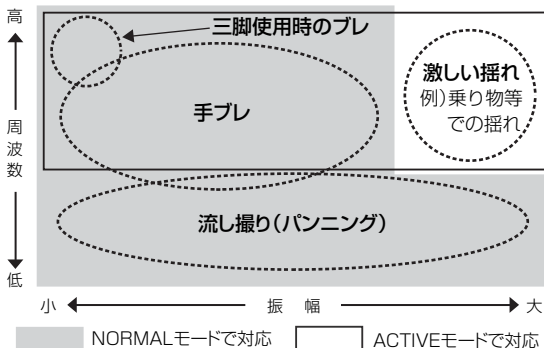 高
周波数
低
三脚使用時のブレ
手ブレ
激しい揺れ
例)乗り物等
での揺れ
流し撮り(パンニング)
小
振 幅
大
NORMALモードで対応
ACTIVEモードで対応